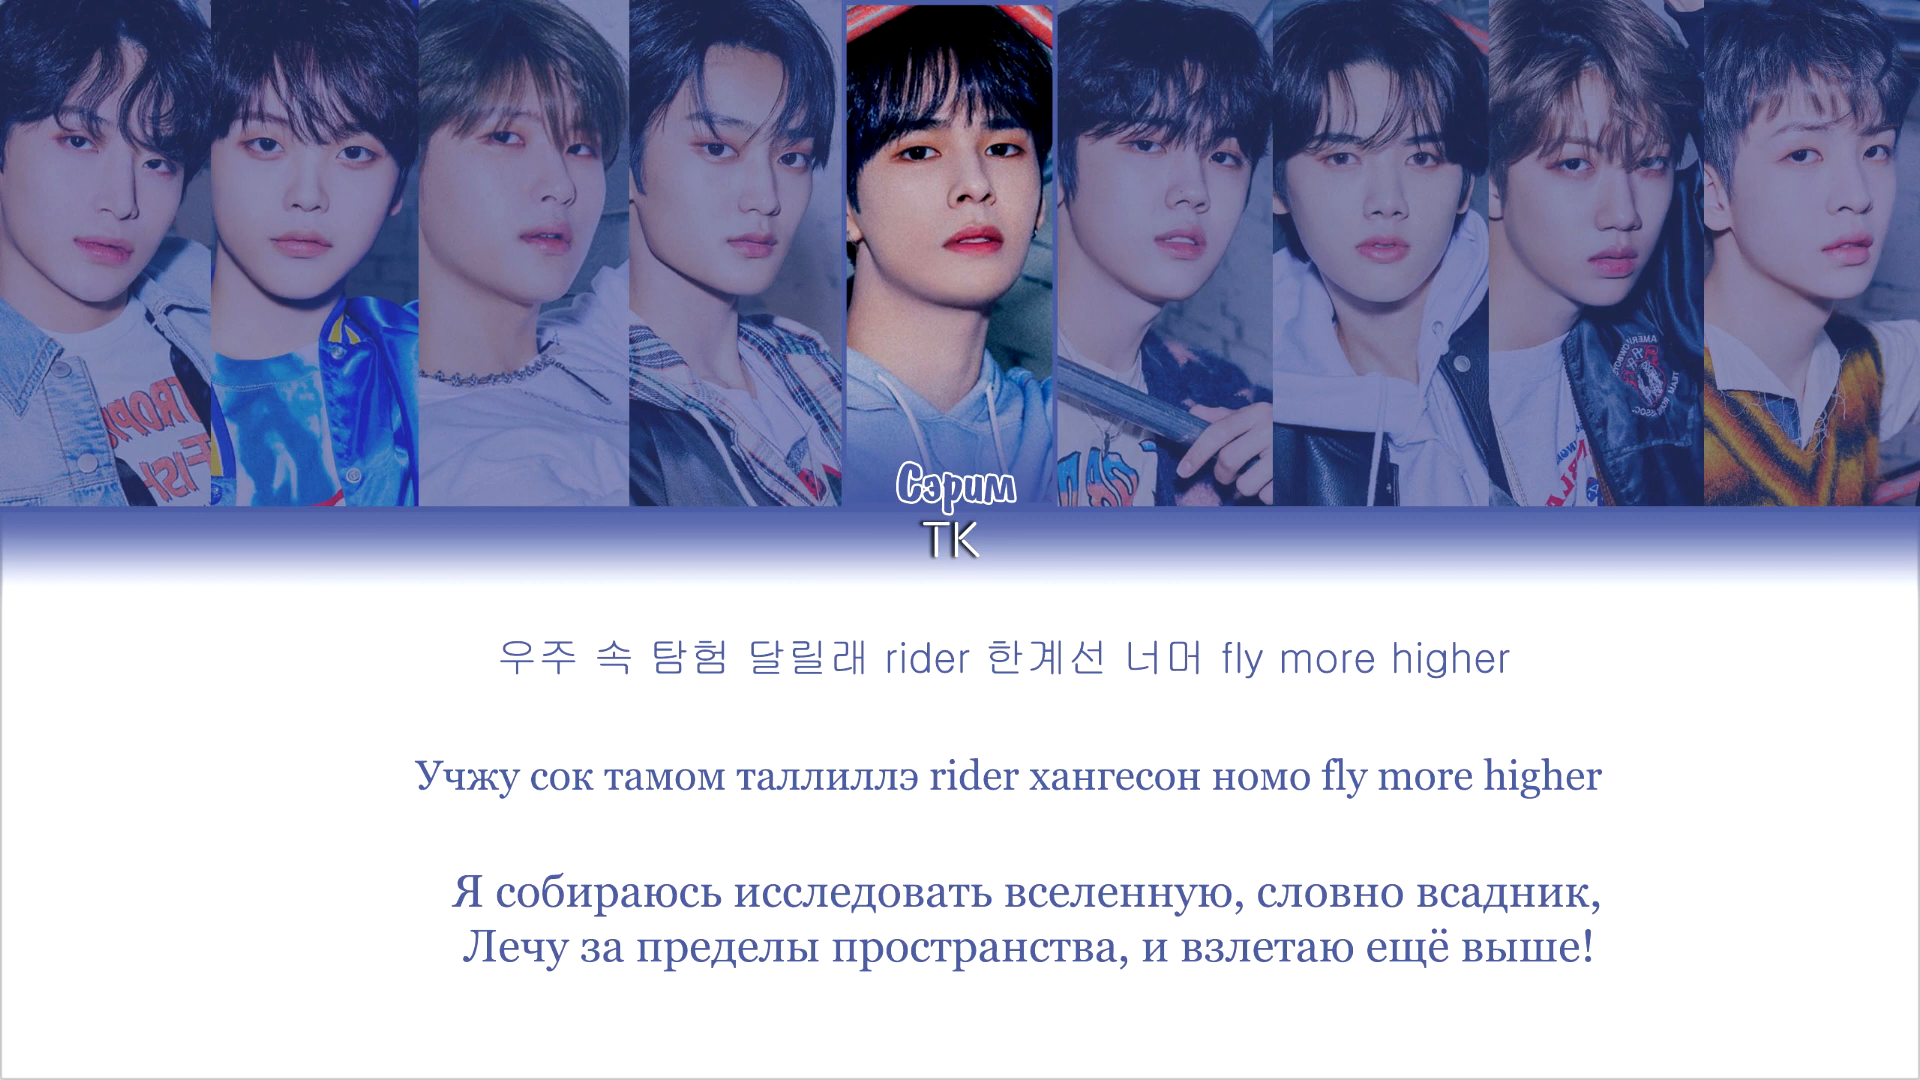 Сэрим
TK
우주 속 탐험 달릴래 rider 한계선 너머 fly more higher
Учжу сок тамом таллиллэ rider хангесон номо fly more higher
Я собираюсь исследовать вселенную, словно всадник,
Лечу за пределы пространства, и взлетаю ещё выше!